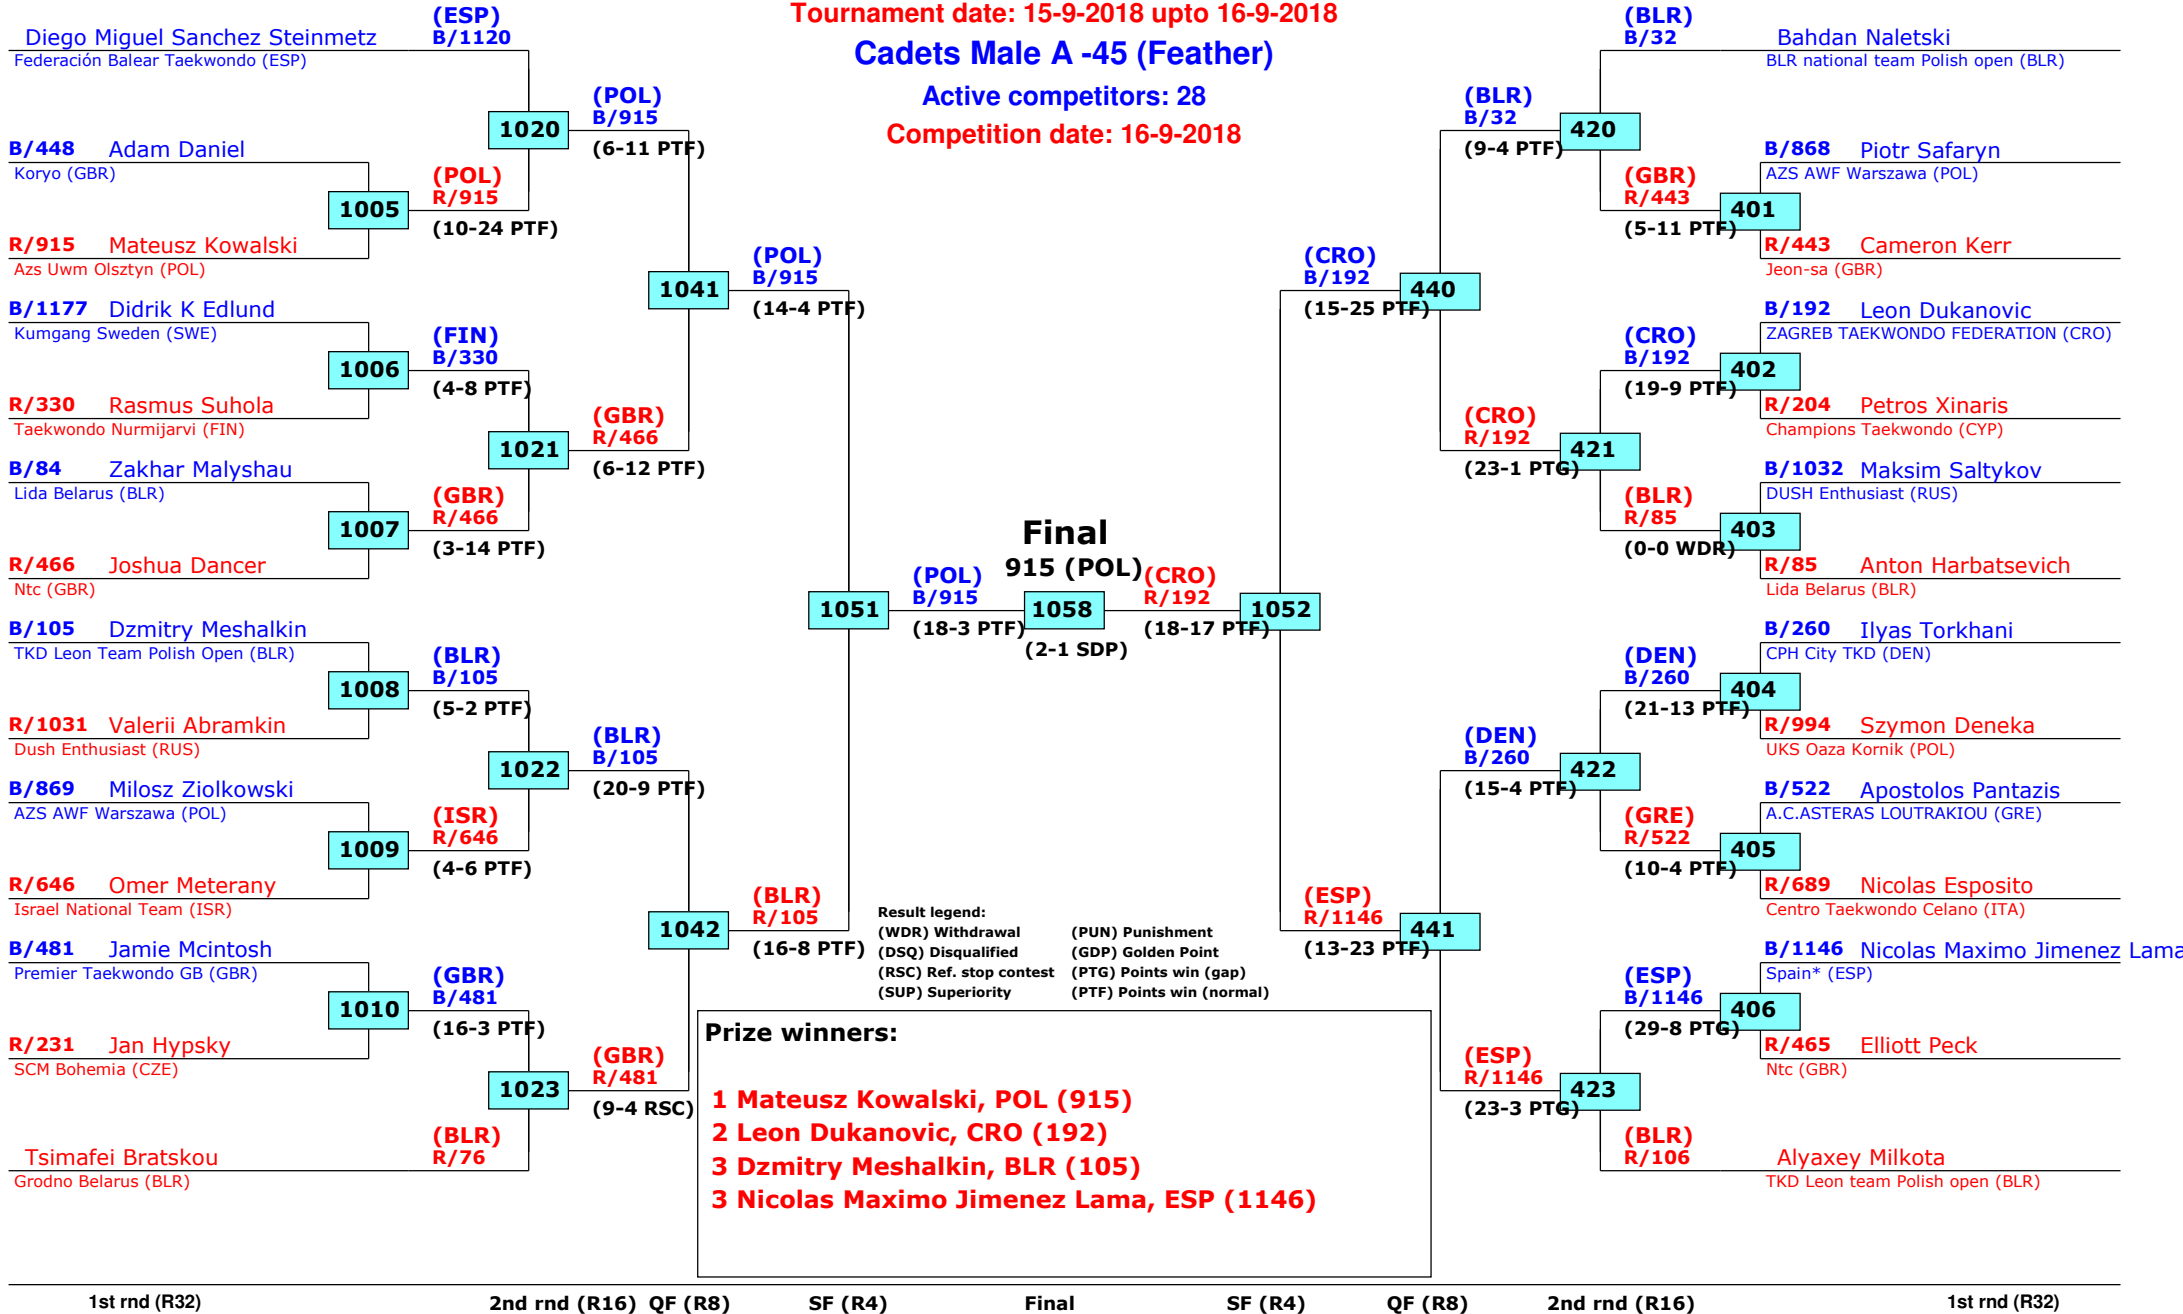 Tournament date: 15-9-2018 upto 16-9-2018
Cadets Male A -45 (Feather)
Active competitors: 28
Competition date: 16-9-2018
Diego Miguel Sanchez Steinmetz
Federación Balear Taekwondo (ESP)
(ESP)
B/1120
B/448 Adam Daniel
Koryo (GBR)
1005
R/915 Mateusz Kowalski
Azs Uwm Olsztyn (POL)
(POL)
R/915
(10-24 PTF)
1020
(POL)
B/915
(6-11 PTF)
B/1177 Didrik K Edlund
Kumgang Sweden (SWE)
1006
R/330 Rasmus Suhola
Taekwondo Nurmijarvi (FIN)
(FIN)
B/330
(4-8 PTF)
B/84 Zakhar Malyshau
Lida Belarus (BLR)
1007
R/466 Joshua Dancer
Ntc (GBR)
(GBR)
R/466
(3-14 PTF)
1021
(GBR)
R/466
(6-12 PTF)
1041
(POL)
B/915
(14-4 PTF)
B/105 Dzmitry Meshalkin
TKD Leon Team Polish Open (BLR)
1008
R/1031 Valerii Abramkin
Dush Enthusiast (RUS)
(BLR)
B/105
(5-2 PTF)
B/869 Milosz Ziolkowski
AZS AWF Warszawa (POL)
1009
R/646 Omer Meterany
Israel National Team (ISR)
(ISR)
R/646
(4-6 PTF)
1022
(BLR)
B/105
(20-9 PTF)
B/481 Jamie Mcintosh
Premier Taekwondo GB (GBR)
1010
R/231 Jan Hypsky
SCM Bohemia (CZE)
(GBR)
B/481
(16-3 PTF)
Tsimafei Bratskou
Grodno Belarus (BLR)
(BLR)
R/76
1023
(GBR)
R/481
(9-4 RSC)
1042
(BLR)
R/105
(16-8 PTF)
1051
(POL)
B/915
(18-3 PTF)
Final
915 (POL)
1058
(2-1 SDP)
(CRO)
R/192
(18-17 PTF)
1052
(CRO)
B/192
(15-25 PTF)
440
(BLR)
B/32
(9-4 PTF)
420
(BLR)
B/32
Bahdan Naletski
BLR national team Polish open (BLR)
(GBR)
R/443
(5-11 PTF)
401
B/868 Piotr Safaryn
AZS AWF Warszawa (POL)
R/443 Cameron Kerr
Jeon-sa (GBR)
(CRO)
R/192
(23-1 PTG)
421
(CRO)
B/192
(19-9 PTF)
402
B/192 Leon Dukanovic
ZAGREB TAEKWONDO FEDERATION (CRO)
R/204 Petros Xinaris
Champions Taekwondo (CYP)
(BLR)
R/85
(0-0 WDR)
403
B/1032 Maksim Saltykov
DUSH Enthusiast (RUS)
R/85 Anton Harbatsevich
Lida Belarus (BLR)
(ESP)
R/1146
(13-23 PTF)
441
(DEN)
B/260
(15-4 PTF)
422
(DEN)
B/260
(21-13 PTF)
404
B/260 Ilyas Torkhani
CPH City TKD (DEN)
R/994 Szymon Deneka
UKS Oaza Kornik (POL)
(GRE)
R/522
(10-4 PTF)
405
B/522 Apostolos Pantazis
A.C.ASTERAS LOUTRAKIOU (GRE)
R/689 Nicolas Esposito
Centro Taekwondo Celano (ITA)
(ESP)
R/1146
(23-3 PTG)
423
(ESP)
B/1146
(29-8 PTG)
406
B/1146 Nicolas Maximo Jimenez Lama
Spain* (ESP)
R/465 Elliott Peck
Ntc (GBR)
(BLR)
R/106
Alyaxey Milkota
TKD Leon team Polish open (BLR)
Result legend:
(WDR) Withdrawal (PUN) Punishment
(DSQ) Disqualified (GDP) Golden Point
(RSC) Ref. stop contest (PTG) Points win (gap)
(SUP) Superiority (PTF) Points win (normal)
Prize winners:
1 Mateusz Kowalski, POL (915)
2 Leon Dukanovic, CRO (192)
3 Dzmitry Meshalkin, BLR (105)
3 Nicolas Maximo Jimenez Lama, ESP (1146)
1st rnd (R32) 2nd rnd (R16) QF (R8) SF (R4) Final SF (R4) QF (R8) 2nd rnd (R16) 1st rnd (R32)